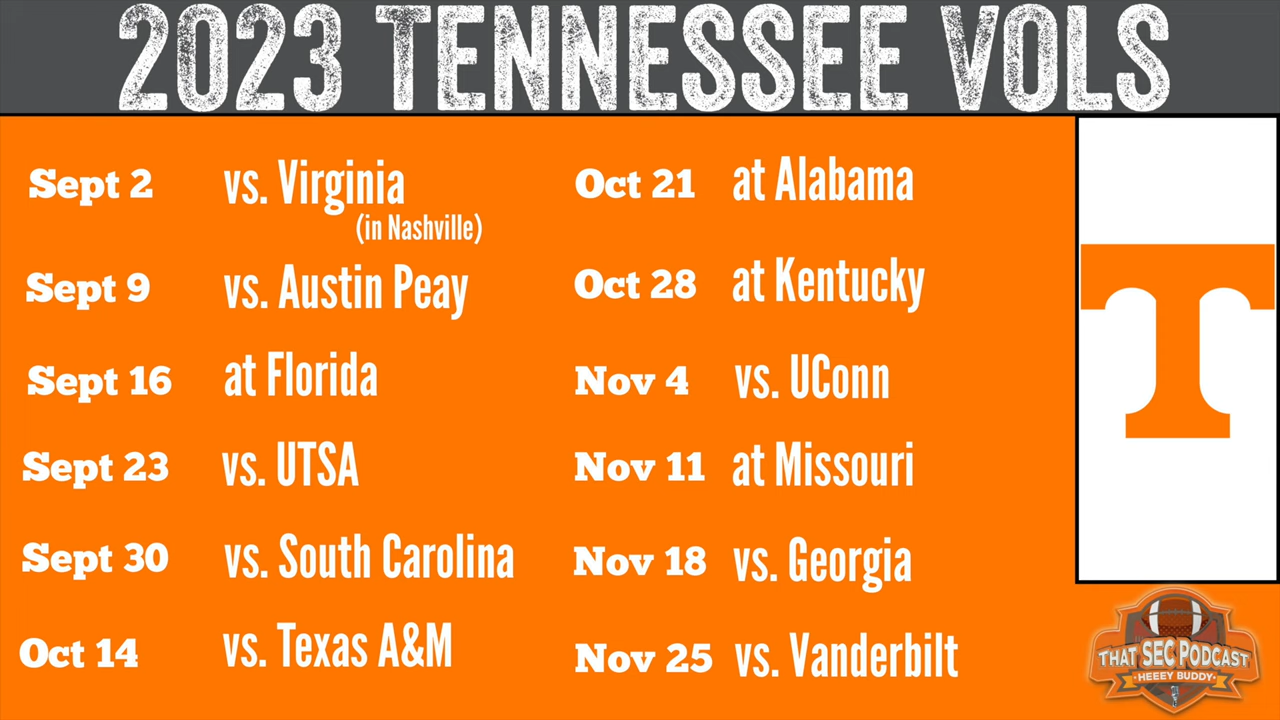 2023 TENNESSEE VOLS
Sept 2 vs. Virginia
(in Nashville)
Sept 9 vs. Austin Peay
Sept 16 at Florida
Sept 23 vs. UTSA
Sept 30 vs. South Carolina
Oct 14 vs. Texas A&M
Oct 21 at Alabama
Oct 28 at Kentucky
Nov 4 vs. UConn
Nov 11 at Missouri
Nov 18 vs. Georgia
Nov 25 vs. Vanderbilt
T
THAT SEC PODCAST
HEEEY BUDDY